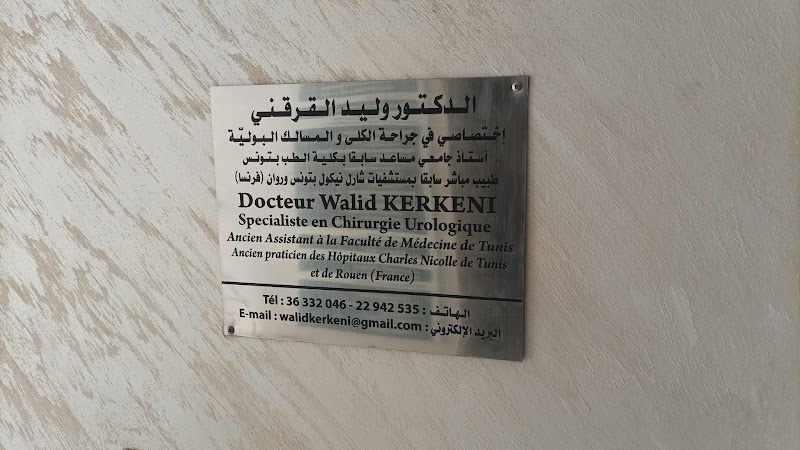 الدكتور وليد القرقني
إختصاصي في جراحة الكلى و المسالك البوليّة
أستاذ جامعي مساعد سابقا بكلية الطب بتونس
طبيب مباشر سابقا بمستشفيات شارل نيكول بتونس وروان (فرنسا)
Docteur Walid KERKENI
Specialiste en Chirurgie Urologique
Ancien Assistant à la Faculté de Médecine de Tunis
Ancien praticien des Hôpitaux Charles Nicolle de Tunis
et de Rouen (France)
Tél : 36 332 046 - 22 942 535 : الهاتف
E-mail : walidkerkeni@gmail.com : البريد الإلكتروني